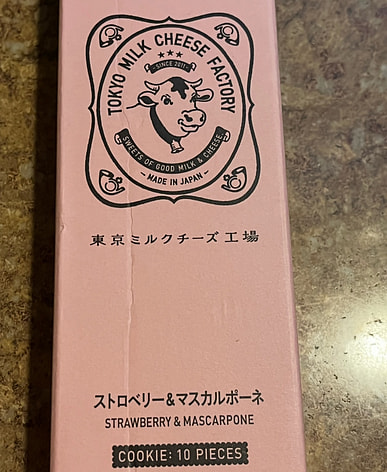 TOKYO MILK CHEESE FACTORY
SINCE 2011
SWEETS OF GOOD MILK & CHEESE
MADE IN JAPAN
東京ミルクチーズ工場
ストロベリー&マスカルポーネ
STRAWBERRY & MASCARPONE
COOKIE: 10 PIECES